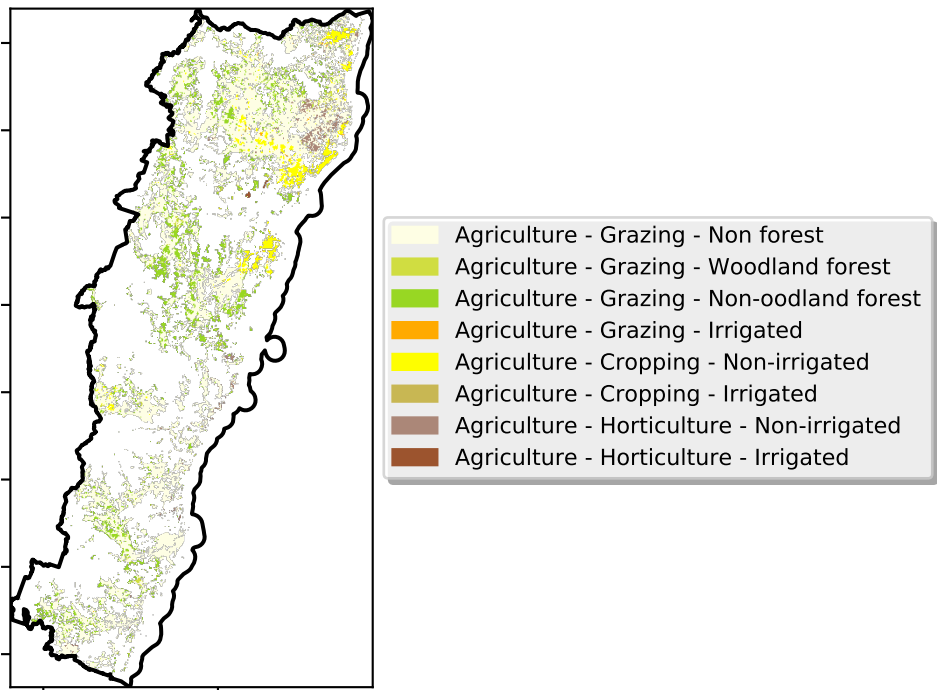 Agriculture - Grazing - Non forest
Agriculture - Grazing - Woodland forest
Agriculture - Grazing - Non-oodland forest
Agriculture - Grazing - Irrigated
Agriculture - Cropping - Non-irrigated
Agriculture - Cropping - Irrigated
Agriculture - Horticulture - Non-irrigated
Agriculture - Horticulture - Irrigated